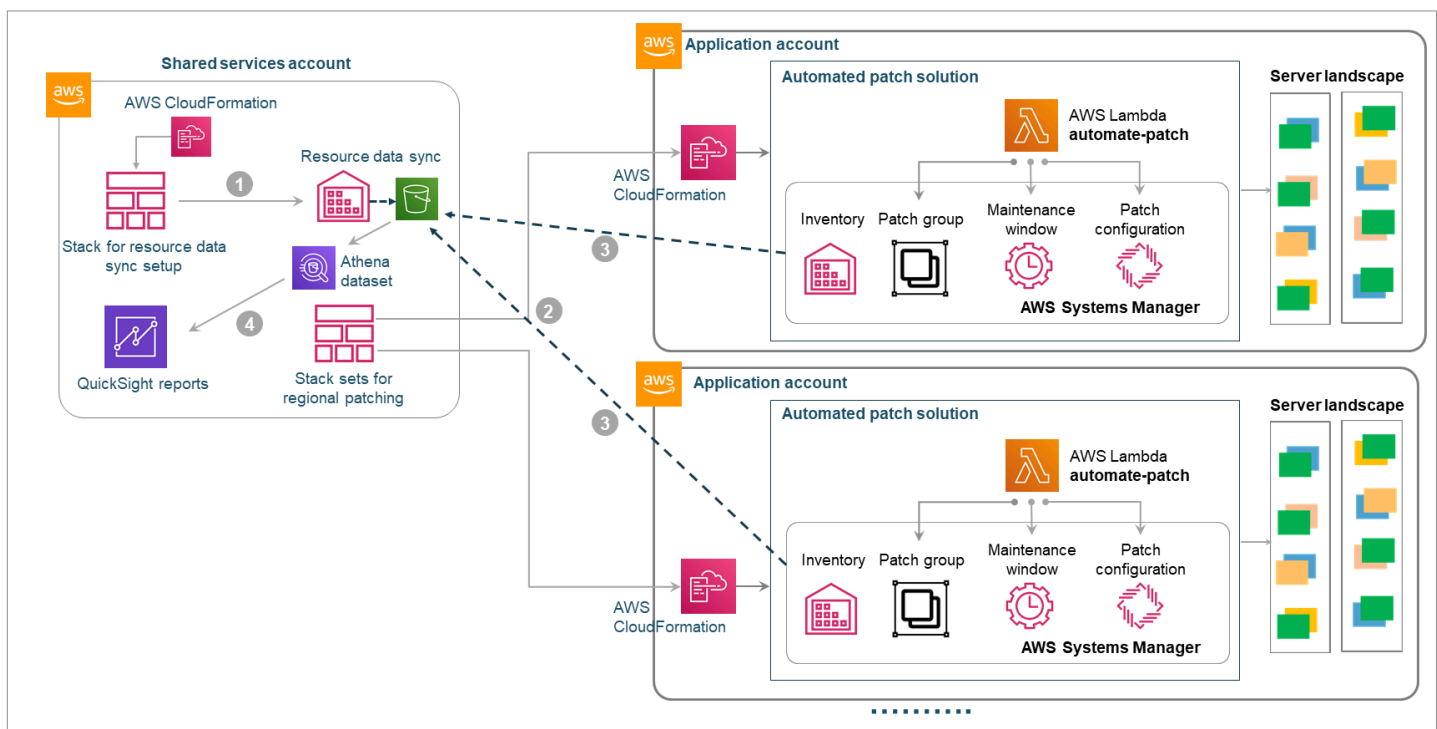 Shared services account
aws
AWS CloudFormation
Resource data sync
1
Stack for resource data
sync setup
Athena
dataset
4
QuickSight reports
Stack sets for
regional patching
2
3
3
aws
Application account
Automated patch solution
AWS Lambda
automate-patch
AWS
CloudFormation
Inventory
Patch group
Maintenance
window
Patch
configuration
AWS Systems Manager
Server landscape
aws
Application account
Automated patch solution
AWS Lambda
automate-patch
AWS
CloudFormation
Inventory
Patch group
Maintenance
window
Patch
configuration
AWS Systems Manager
Server landscape